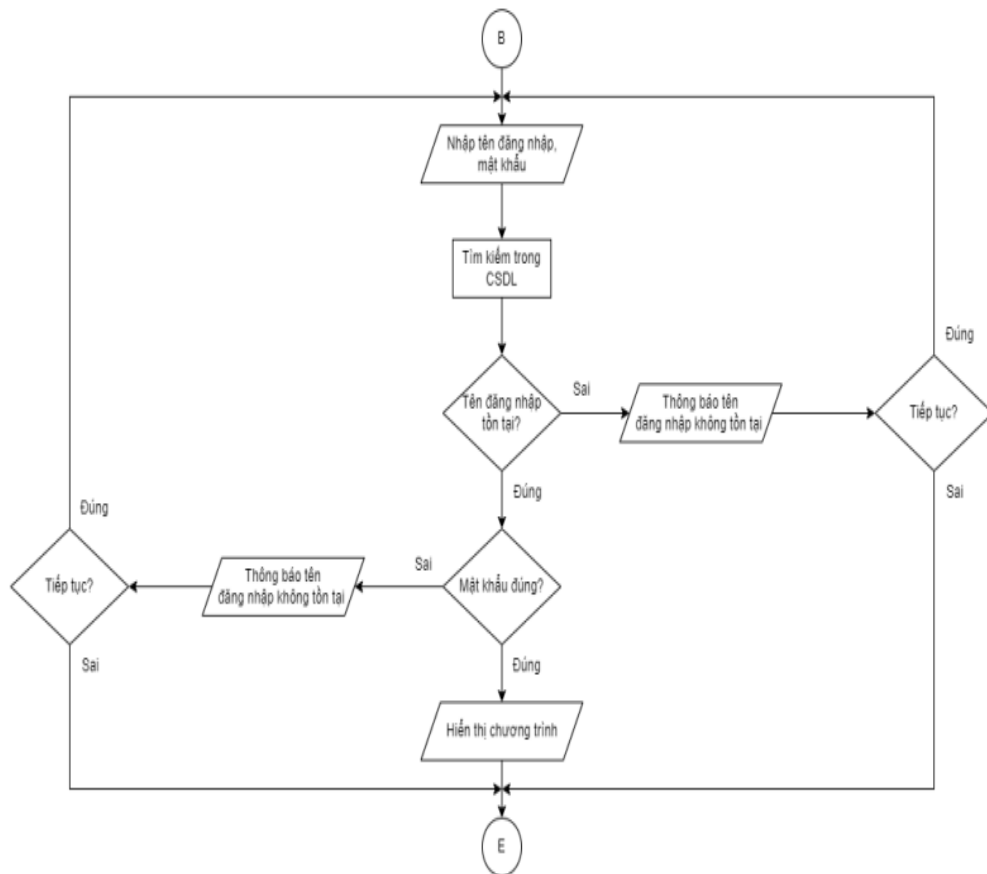 B
Nhập tên đăng nhập,
mật khẩu
Tìm kiếm trong
CSDL
Đúng
Tên đăng nhập
tồn tại?
Sai
Thông báo tên
đăng nhập không tồn tại
Tiếp tục?
Sai
Đúng
Đúng
Tiếp tục?
Thông báo tên
đăng nhập không tồn tại
Sai
Mật khẩu đúng?
Sai
Đúng
Hiển thị chương trình
E